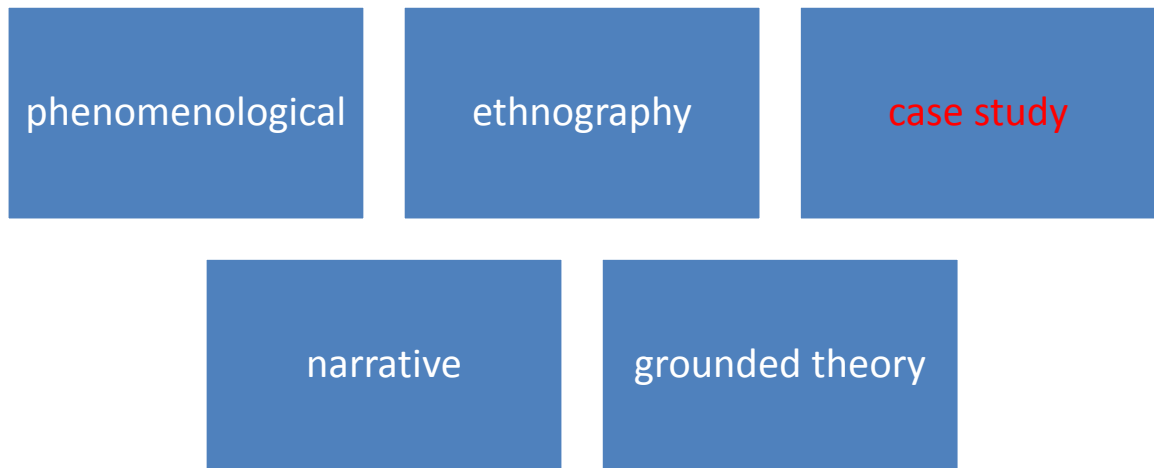 phenomenological
ethnography
case study
narrative
grounded theory